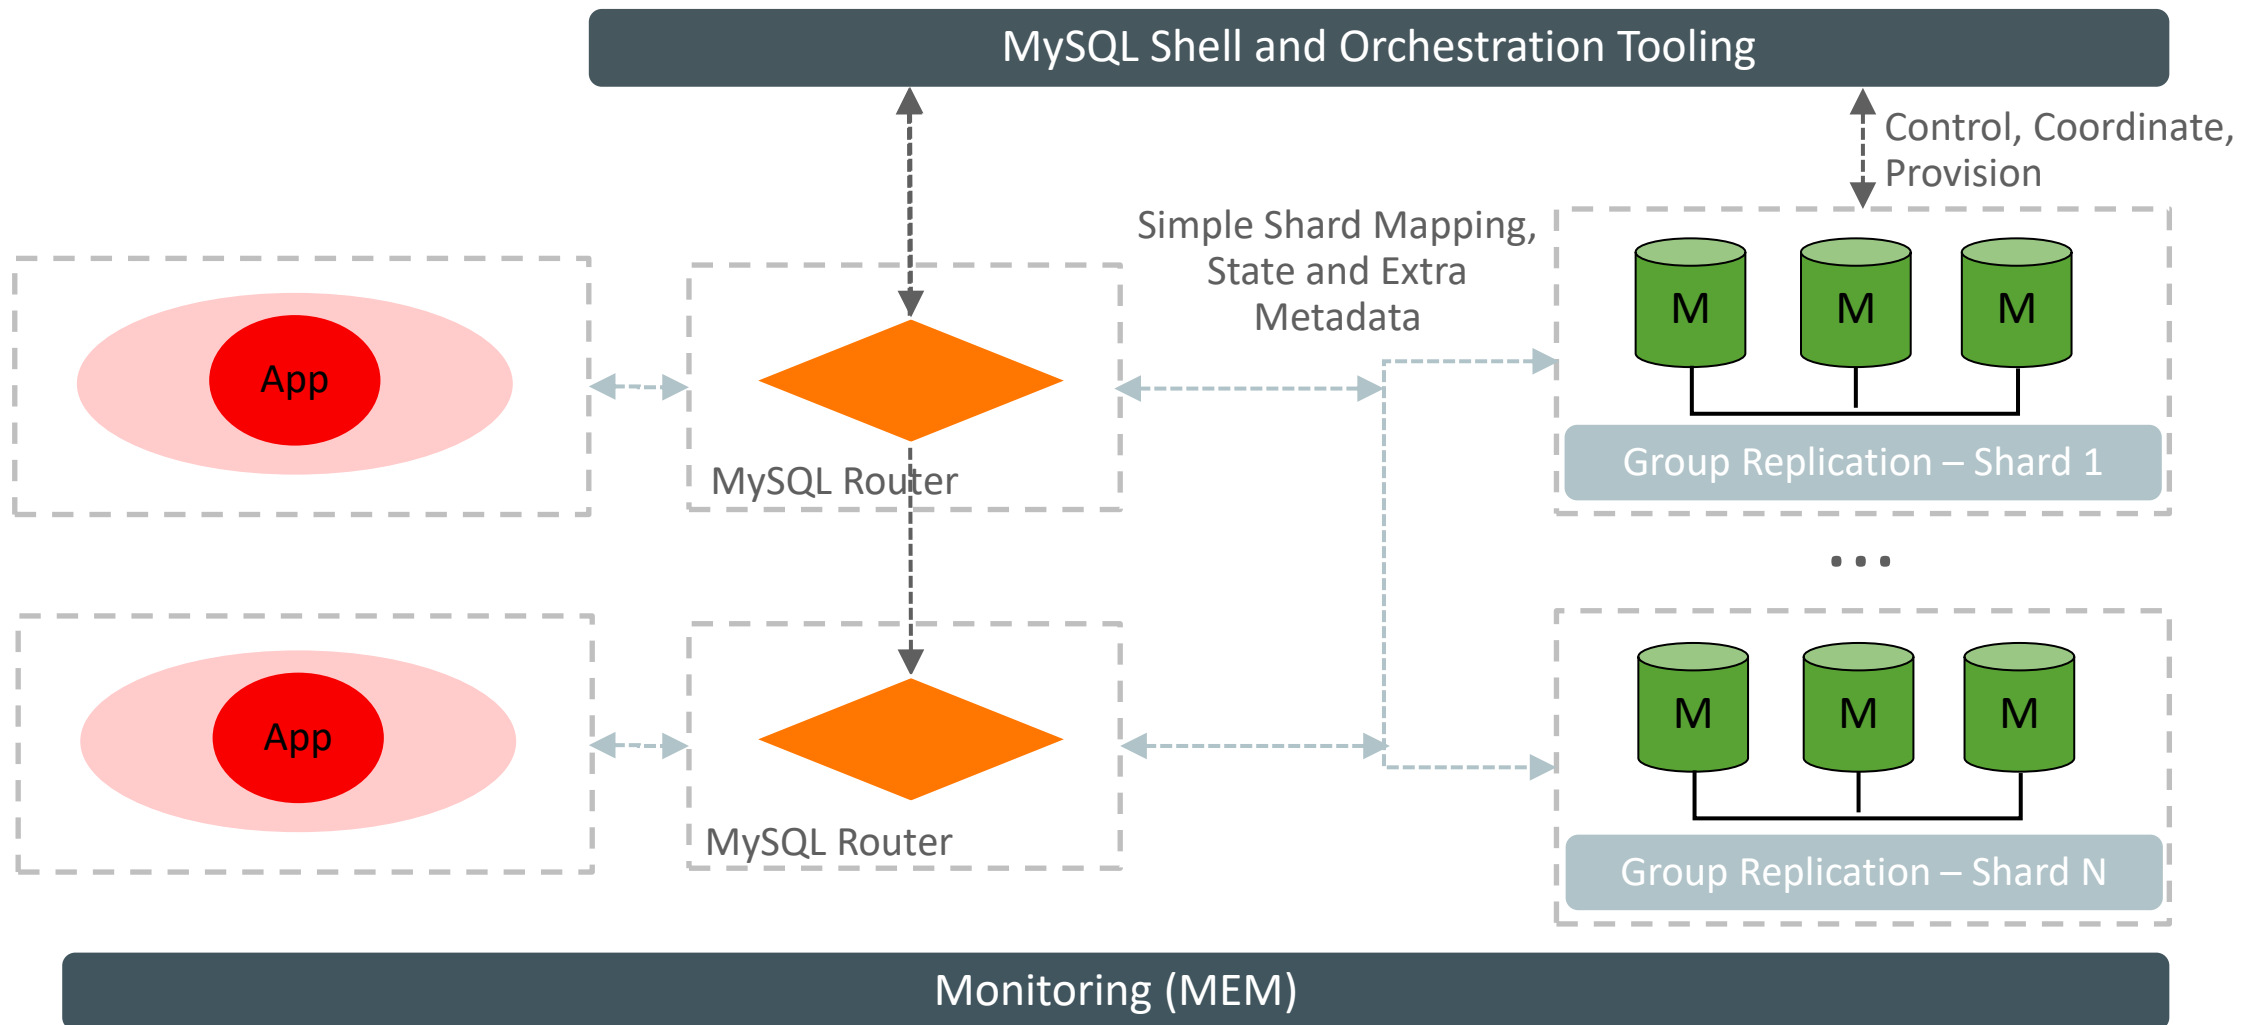 MySQL Shell and Orchestration Tooling
Control, Coordinate,
Provision
Simple Shard Mapping,
State and Extra
Metadata
M M M
App
MySQL Router
Group Replication – Shard 1
...
M M M
App
MySQL Router
Group Replication – Shard N
Monitoring (MEM)